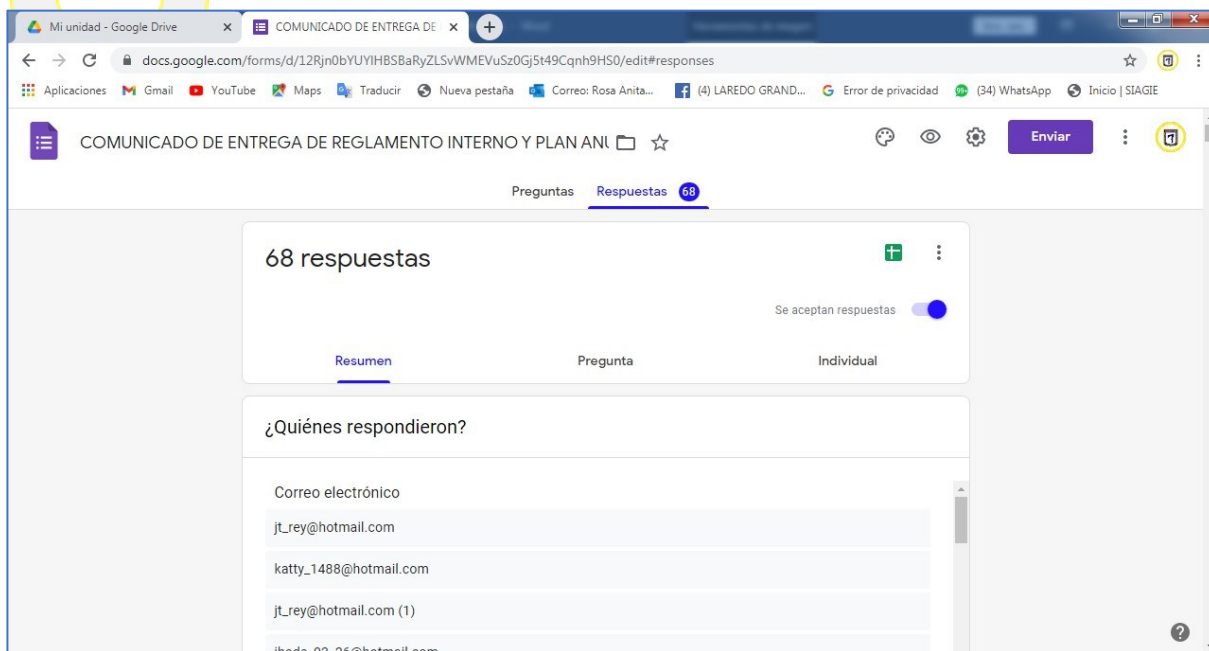 Mi unidad - Google Drive
COMUNICADO DE ENTREGA DE
docs.google.com/forms/d/12Rjn0bYUYIHBSBaRyZLSvWMEVuSz0Gj5t49Cqnh9HS0/edit#responses
Aplicaciones Gmail YouTube Maps Traducir Nueva pestaña Correo: Rosa Anita... (4) LAREDO GRAND... Error de privacidad (34) WhatsApp Inicio | SIAGIE
COMUNICADO DE ENTREGA DE REGLAMENTO INTERNO Y PLAN ANU
Enviar
Preguntas Respuestas 68
68 respuestas
Se aceptan respuestas
Resumen Pregunta Individual
¿Quiénes respondieron?
Correo electrónico
jt_rey@hotmail.com
katty_1488@hotmail.com
jt_rey@hotmail.com (1)